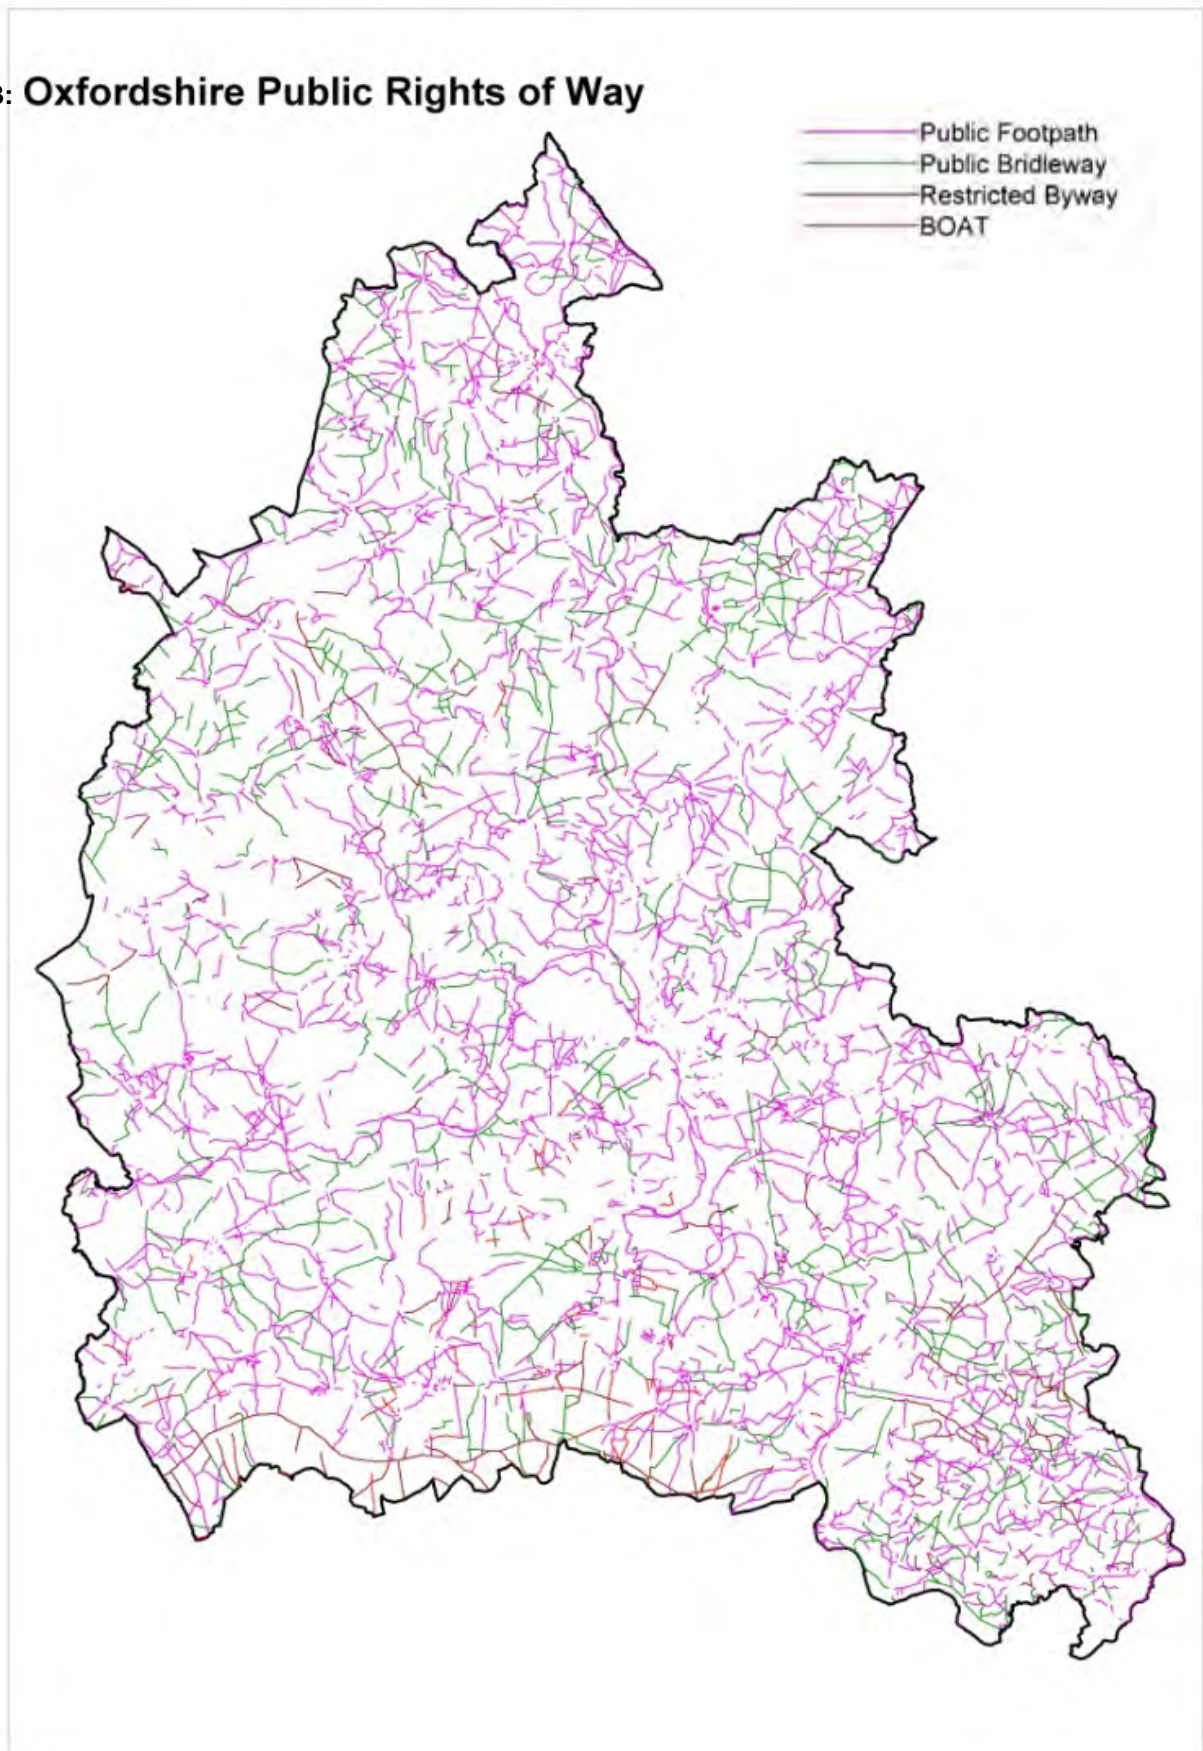 : Oxfordshire Public Rights of Way
Public Footpath
Public Bridleway
Restricted Byway
BOAT